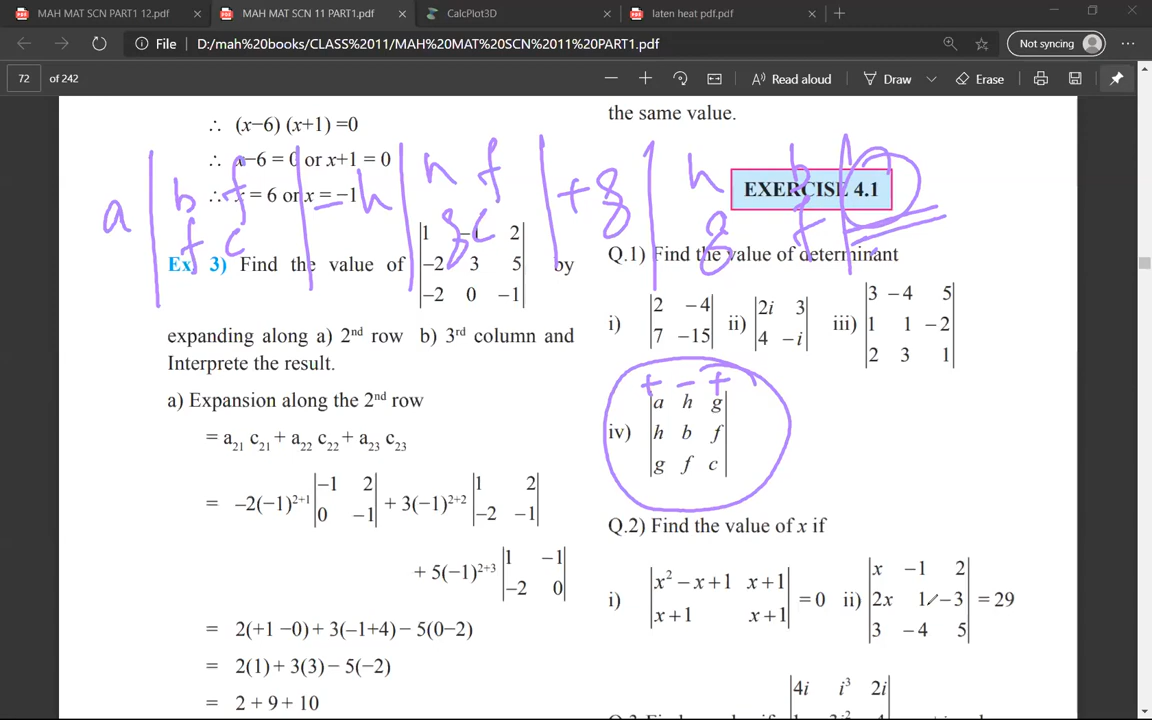 MAH MAT SCN PART1 12.pdf MAH MAT SCN 11 PART1.pdf CalcPlot3D laten heat pdf.pdf
File D:/mah%20books/CLASS%2011/MAH%20MAT%20SCN%2011%20PART1.pdf Not syncing
72 of 242 Read aloud Draw Erase
∴ (x−6) (x+1) =0
∴ x−6 = 0 or x+1 = 0
∴ x = 6 or x = −1
a | b f | − h | h f | + g | h b |
| f c | | g c | | g f |
Ex 3) Find the value of |1 −1 2| by
|−2 3 5|
|−2 0 −1|
expanding along a) 2nd row b) 3rd column and
Interpret the result.
a) Expansion along the 2nd row
= a21 c21 + a22 c22 + a23 c23
= −2(−1)2+1 |−1 2| + 3(−1)2+2 |1 2|
|0 −1| |−2 −1|
+ 5(−1)2+3 |1 −1|
|−2 0|
= 2(+1 −0) + 3(−1+4) − 5(0−2)
= 2(1) + 3(3) − 5(−2)
= 2 + 9 + 10
the same value.
EXERCISE 4.1
Q.1) Find the value of determinant
i) |2 −4| ii) |2i 3| iii) |3 −4 5|
|7 −15| |4 −i| |1 1 −2|
|2 3 1|
+ − +
iv) |a h g|
|h b f|
|g f c|
Q.2) Find the value of x if
i) |x2 − x+1 x+1| = 0 ii) |x −1 2| = 29
|x+1 x+1| |2x 1 −3|
|3 −4 5|
|4i i3 2i|